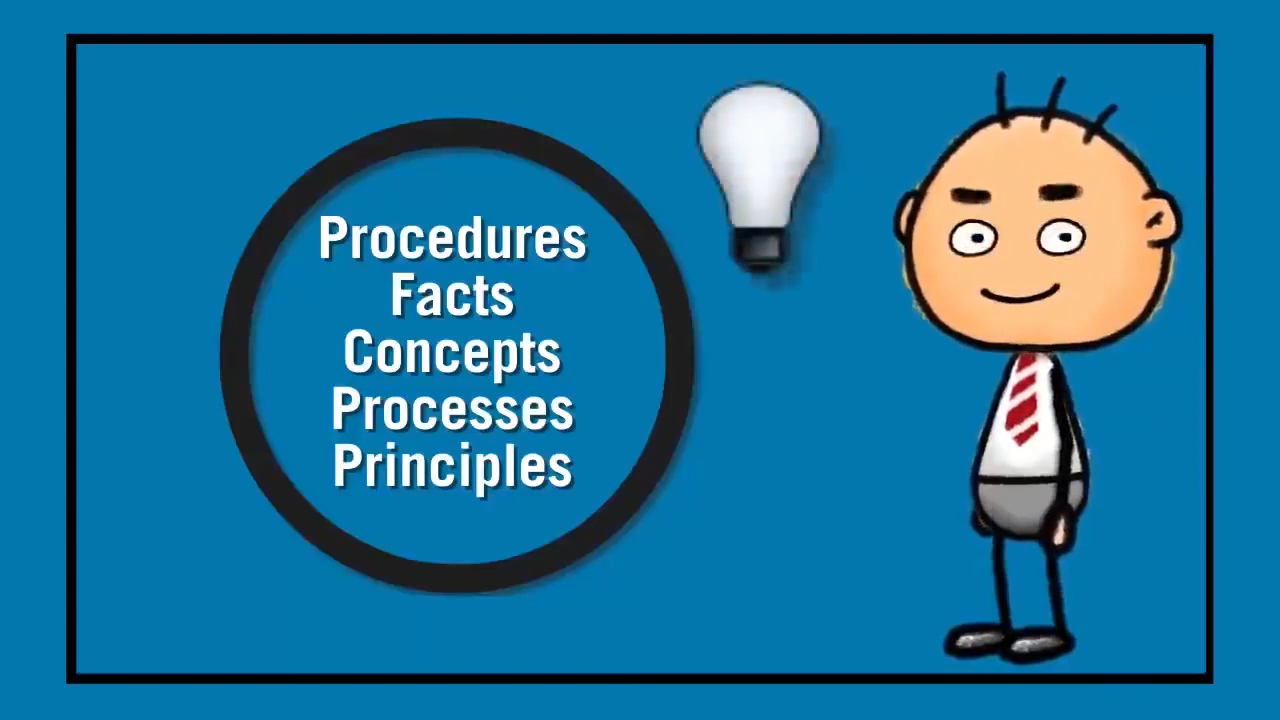 Procedures
Facts
Concepts
Processes
Principles